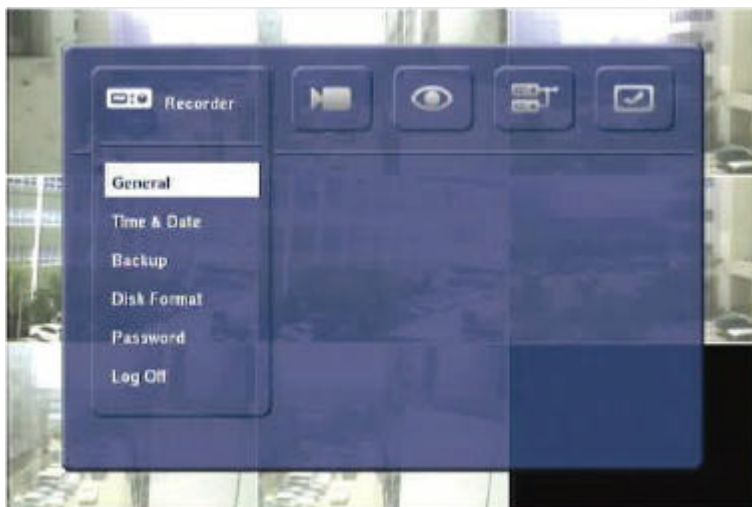 Recorder
General
Time & Date
Backup
Disk Format
Password
Log Off